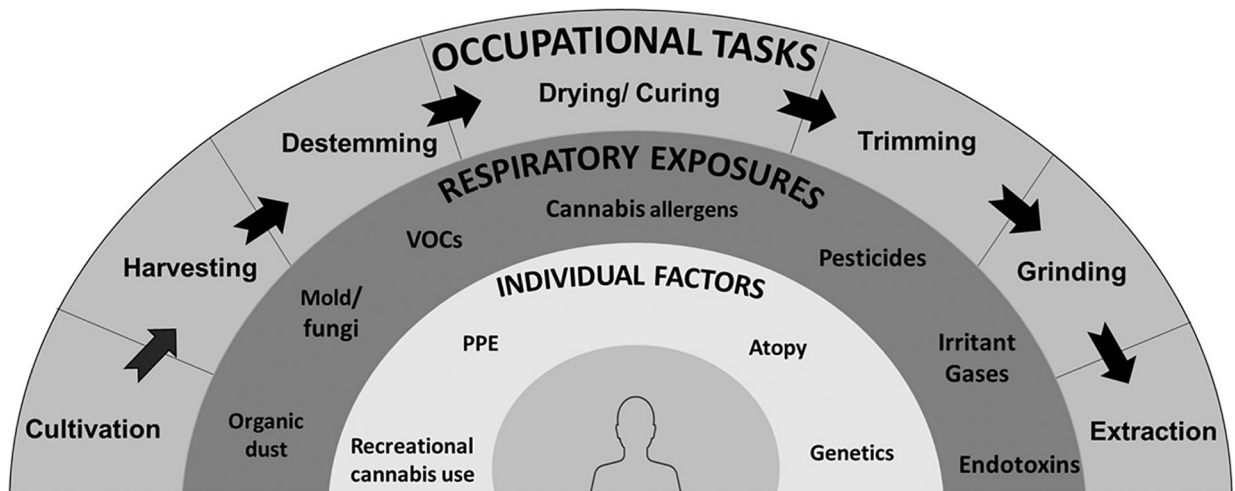 OCCUPATIONAL TASKS
Cultivation
Harvesting
Destemming
Drying/ Curing
Trimming
Grinding
Extraction
RESPIRATORY EXPOSURES
Organic
dust
Mold/
fungi
VOCs
Cannabis allergens
Pesticides
Irritant
Gases
Endotoxins
INDIVIDUAL FACTORS
Recreational
cannabis use
PPE
Atopy
Genetics